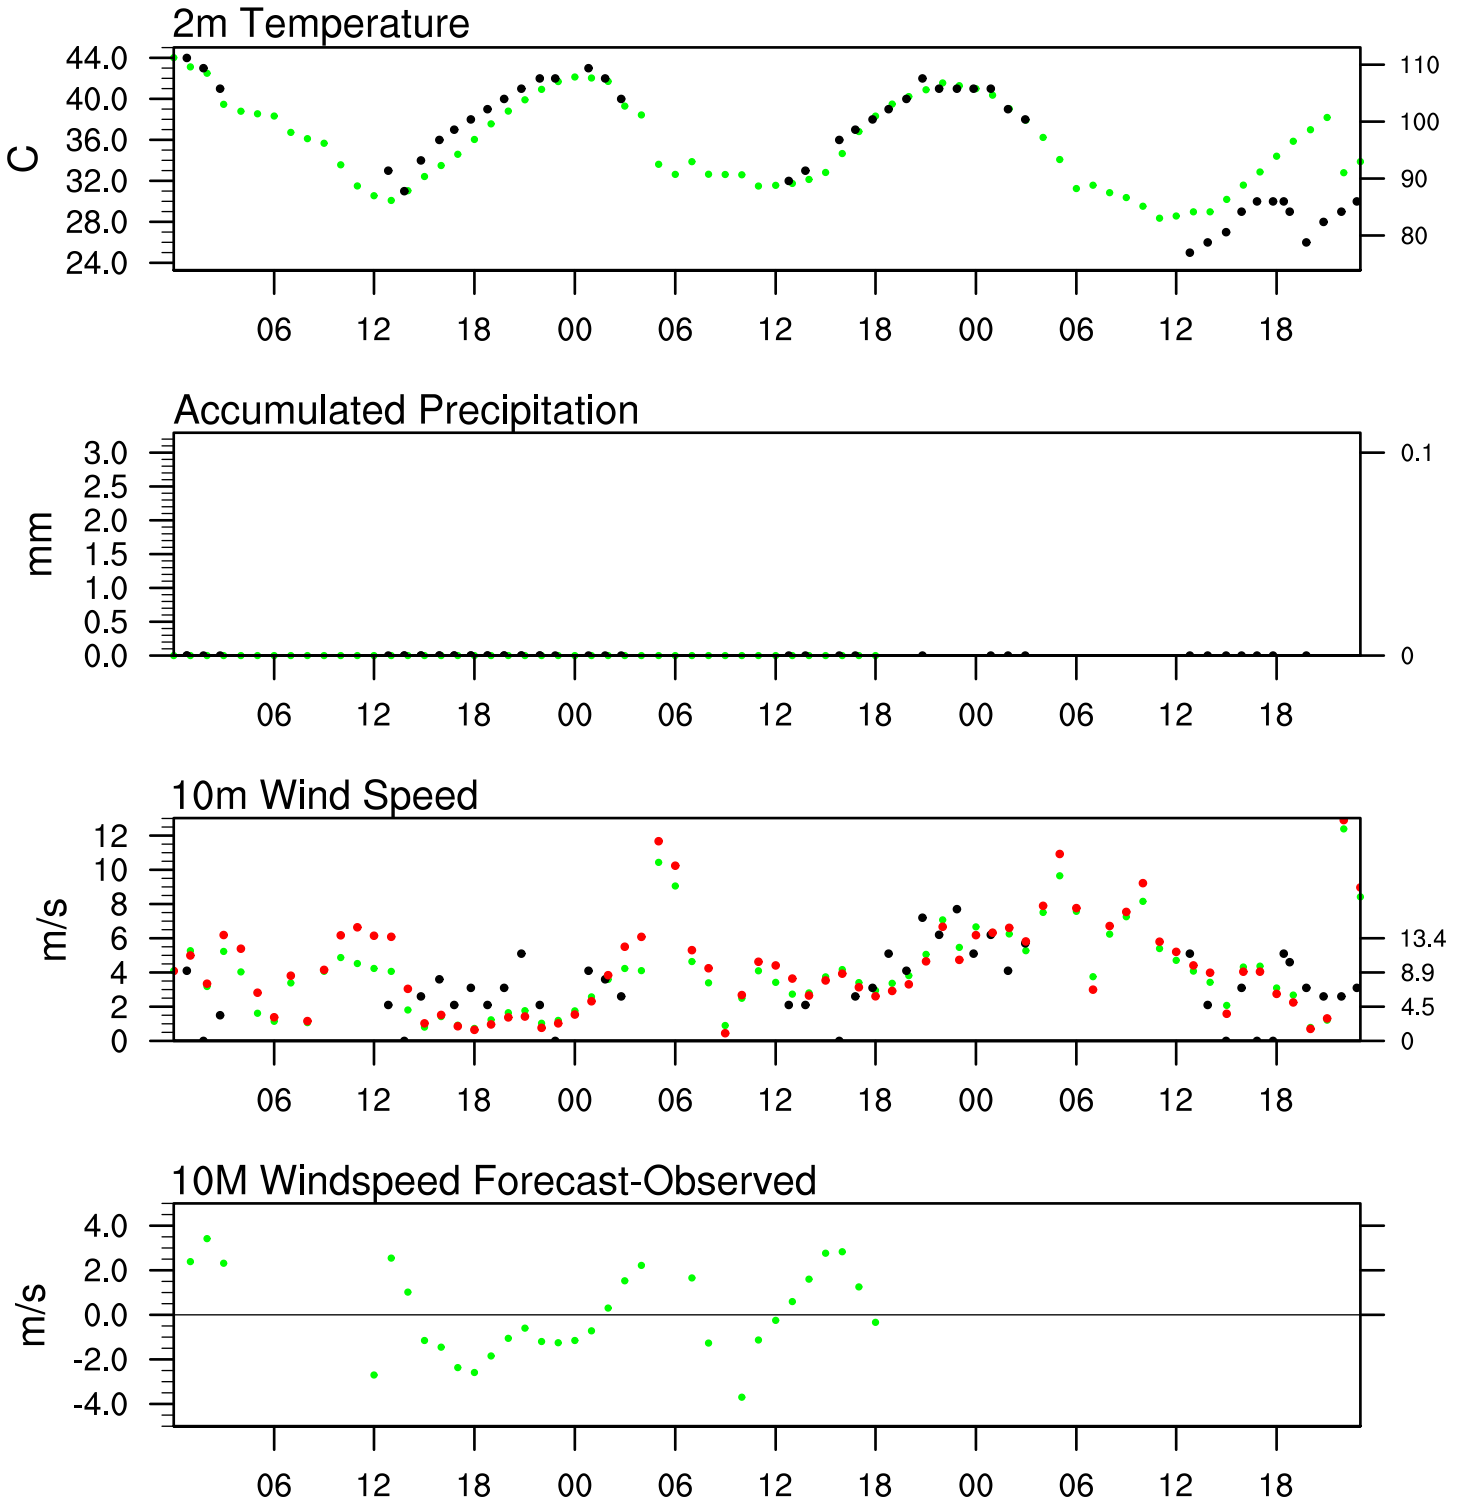 2m Temperature
44.0
40.0
36.0
32.0
28.0
24.0
C
110
100
90
80
06 12 18 00 06 12 18 00 06 12 18
Accumulated Precipitation
3.0
2.5
2.0
1.5
1.0
0.5
0.0
mm
0.1
0
06 12 18 00 06 12 18 00 06 12 18
10m Wind Speed
12
10
8
6
4
2
0
m/s
13.4
8.9
4.5
0
06 12 18 00 06 12 18 00 06 12 18
10M Windspeed Forecast-Observed
4.0
2.0
0.0
-2.0
-4.0
m/s
06 12 18 00 06 12 18 00 06 12 18